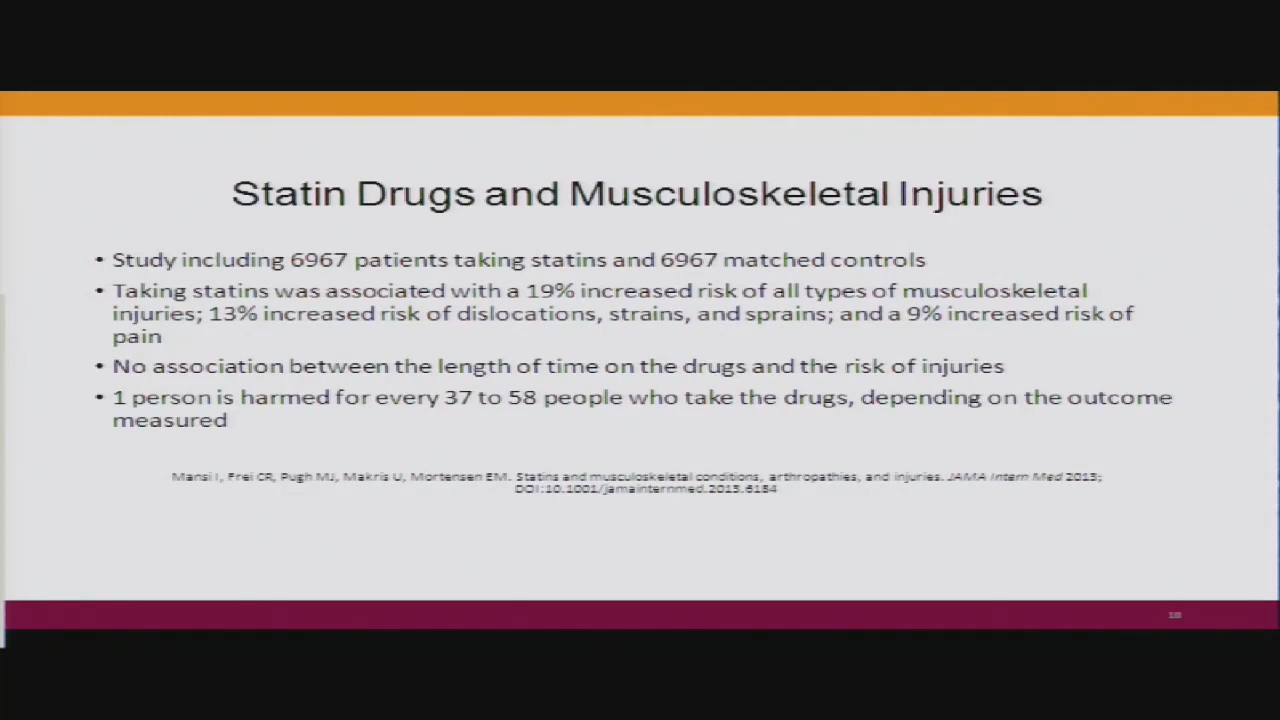 Statin Drugs and Musculoskeletal Injuries
• Study including 6967 patients taking statins and 6967 matched controls
• Taking statins was associated with a 19% increased risk of all types of musculoskeletal
injuries; 13% increased risk of dislocations, strains, and sprains; and a 9% increased risk of
pain
• No association between the length of time on the drugs and the risk of injuries
• 1 person is harmed for every 37 to 58 people who take the drugs, depending on the outcome
measured
Mansi I, Frei CR, Pugh MJ, Makris U, Mortensen EM. Statins and musculoskeletal conditions, arthropathies, and injuries. JAMA Intern Med 2013;
DOI:10.1001/jamainternmed.2013.6184